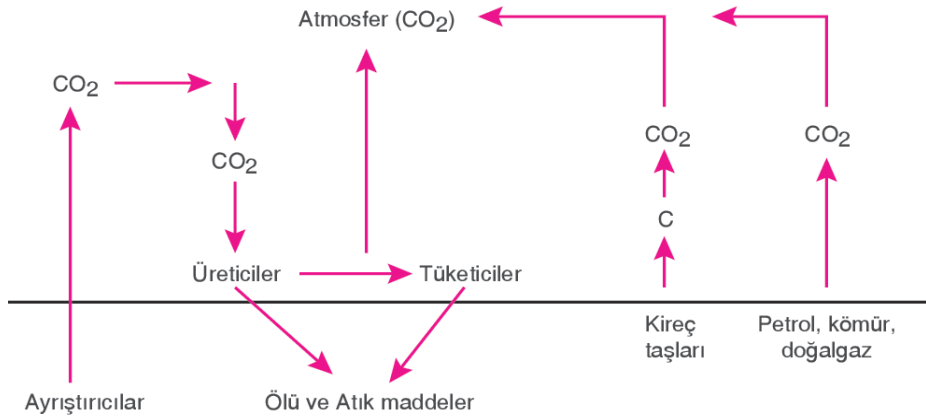 Atmosfer (CO₂)
CO₂
CO₂
CO₂
CO₂
C
Üreticiler
Tüketiciler
Kireç
taşları
Petrol, kömür,
doğalgaz
Ayrıştırıcılar
Ölü ve Atık maddeler